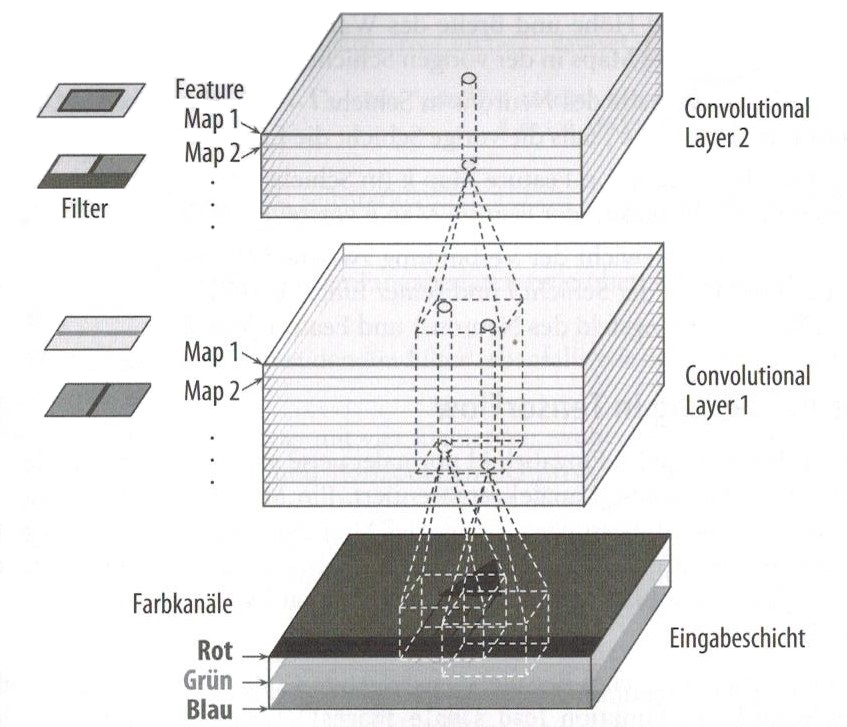 Feature
Map 1
Map 2
Filter
Convolutional
Layer 2
Map 1
Map 2
Convolutional
Layer 1
Farbkanäle
Rot
Grün
Blau
Eingabeschicht